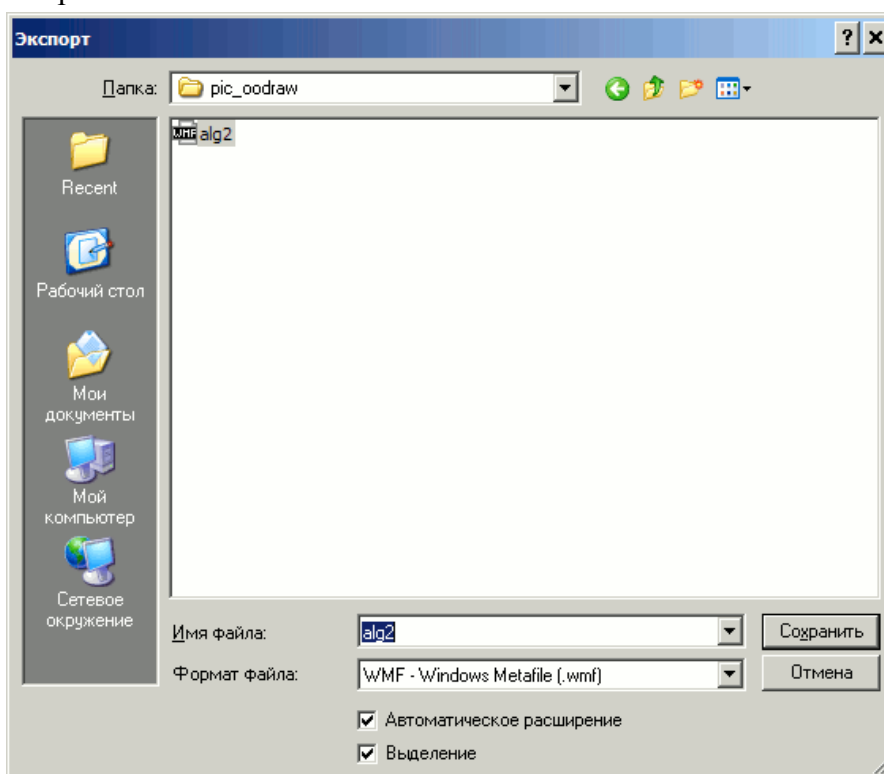 Экспорт
Папка: pic_oodraw
WMF alg2
Recent
Рабочий стол
Мои
документы
Мой
компьютер
Сетевое
окружение
Имя файла: alg2 Сохранить
Формат файла: WMF - Windows Metafile (.wmf) Отмена
Автоматическое расширение
Выделение